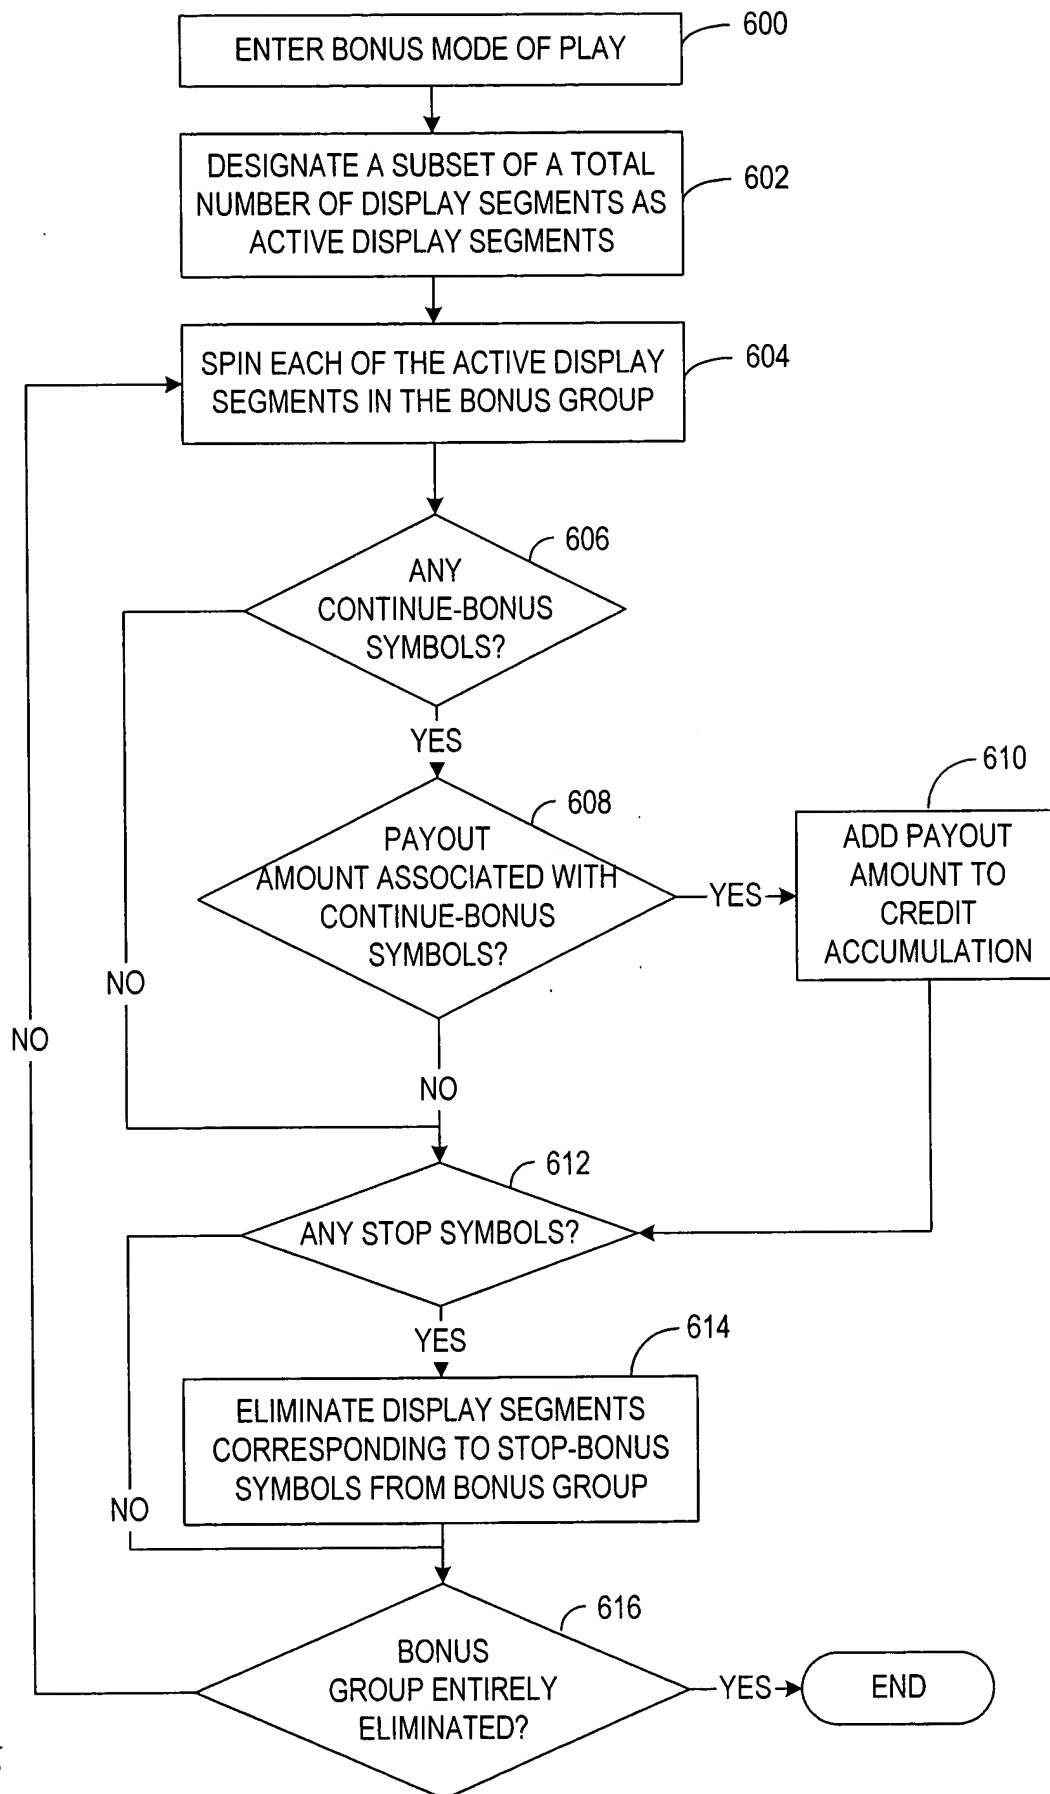 ENTER BONUS MODE OF PLAY
600
DESIGNATE A SUBSET OF A TOTAL
NUMBER OF DISPLAY SEGMENTS AS
ACTIVE DISPLAY SEGMENTS
602
SPIN EACH OF THE ACTIVE DISPLAY
SEGMENTS IN THE BONUS GROUP
604
606
ANY
CONTINUE-BONUS
SYMBOLS?
YES
608
PAYOUT
AMOUNT ASSOCIATED WITH
CONTINUE-BONUS
SYMBOLS?
YES
610
ADD PAYOUT
AMOUNT TO
CREDIT
ACCUMULATION
NO
NO
NO
612
ANY STOP SYMBOLS?
YES
614
ELIMINATE DISPLAY SEGMENTS
CORRESPONDING TO STOP-BONUS
SYMBOLS FROM BONUS GROUP
NO
616
BONUS
GROUP ENTIRELY
ELIMINATED?
YES
END